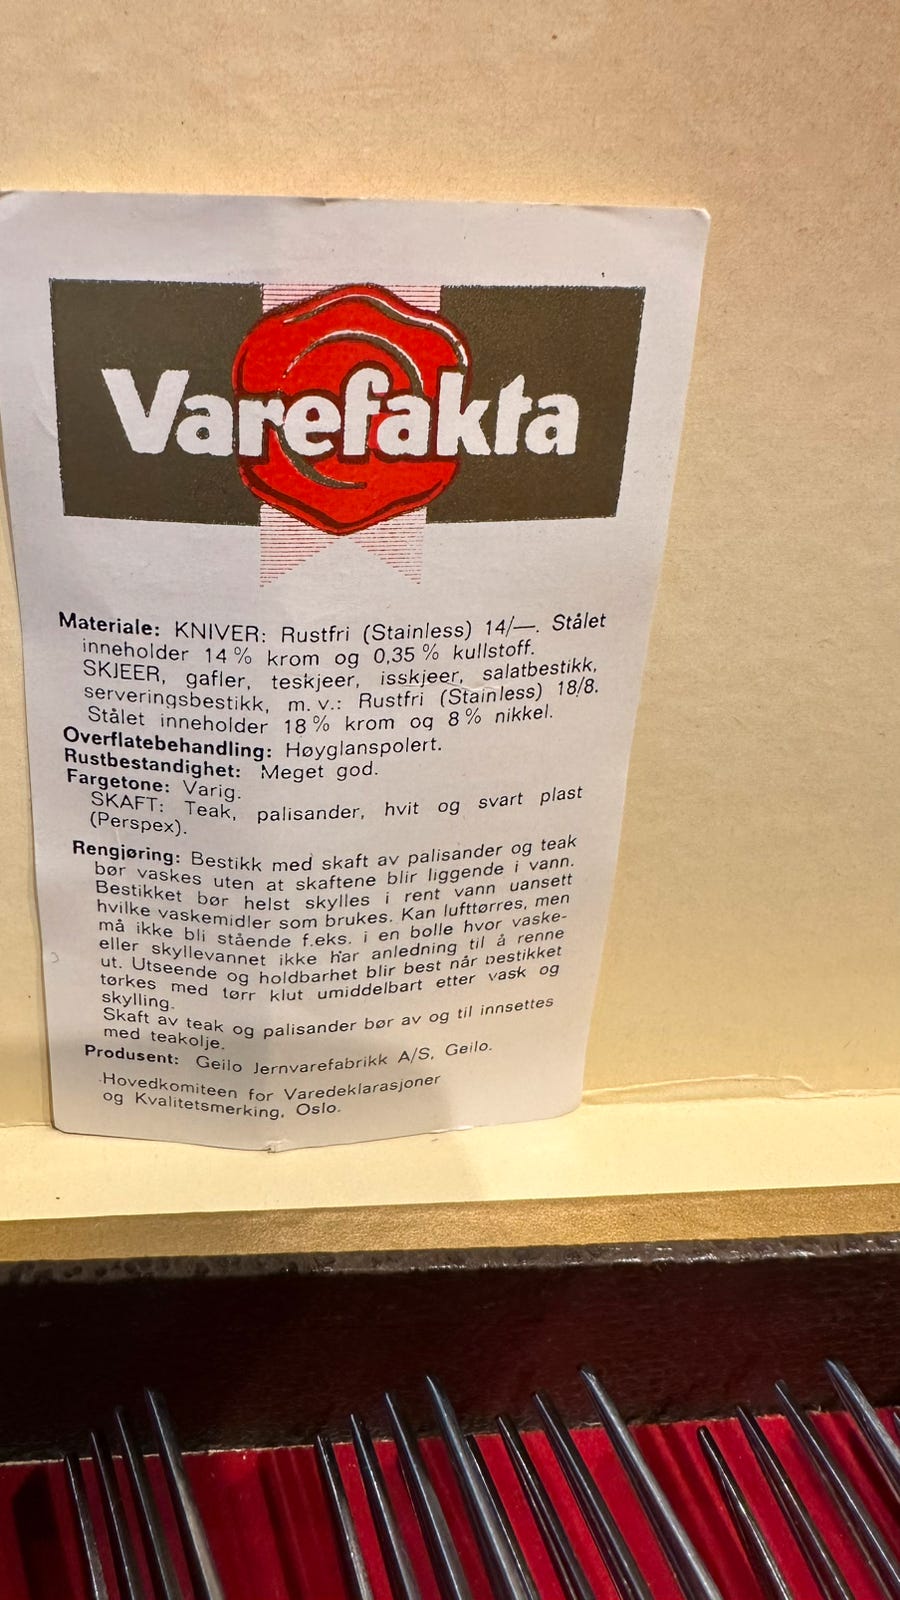 Varefakta
Materiale: KNIVER: Rustfri (Stainless) 14/—. Stålet
inneholder 14 % krom og 0,35 % kullstoff.
SKJEER, gafler, teskjeer, isskjeer, salatbestikk,
serveringsbestikk, m. v.: Rustfri (Stainless) 18/8.
Stålet inneholder 18 % krom og 8 % nikkel.
Overflatebehandling: Høyglanspolert.
Rustbestandighet: Meget god.
Fargetone: Varig.
SKAFT: Teak, palisander, hvit og svart plast
(Perspex).
Rengjøring: Bestikk med skaft av palisander og teak
bør vaskes uten at skaftene blir liggende i vann.
Bestikket bør helst skylles i rent vann uansett
hvilke vaskemidler som brukes. Kan lufttørres, men
må ikke bli stående f.eks. i en bolle hvor vaske-
eller skyllevannet ikke har anledning til å renne
ut. Utseende og holdbarhet blir best når bestikket
tørkes med tørr klut umiddelbart etter vask og
skylling.
Skaft av teak og palisander bør av og til innsettes
med teakolje.
Produsent: Geilo Jernvarefabrikk A/S, Geilo.
Hovedkomiteen for Varedeklarasjoner
og Kvalitetsmerking, Oslo.